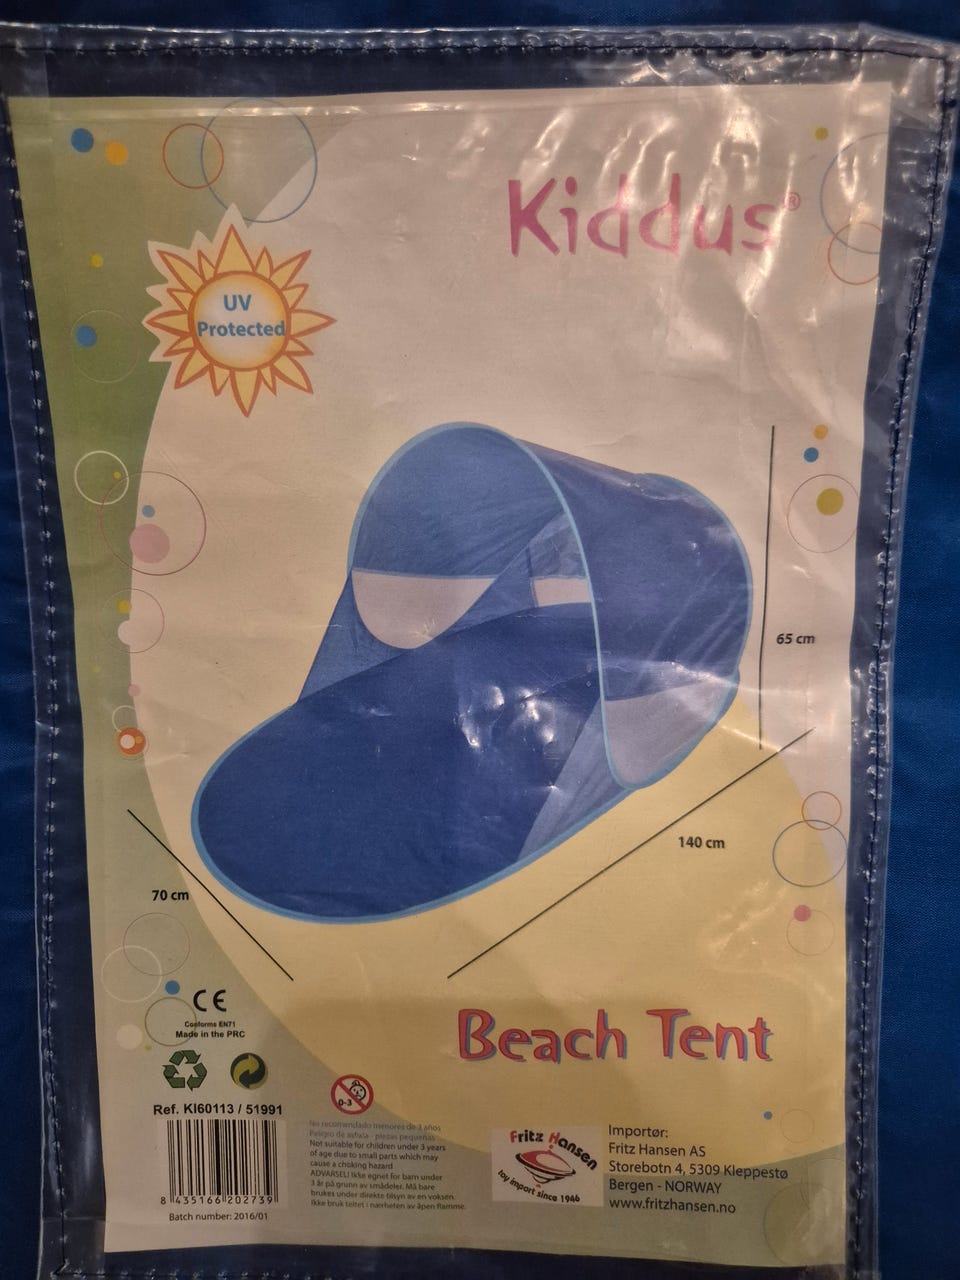 Kiddus®
UV
Protected
65 cm
140 cm
70 cm
Beach Tent
CE
Conforms EN71
Made in the PRC
0-3
Ref. KI60113 / 51991
8 435166 202739
Batch number: 2016/01
No recomendado menores de 3 años
Peligro de asfixia - piezas pequeñas
Not suitable for children under 3 years
of age due to small parts which may
cause a choking hazard
ADVARSEL! Ikke egnet for barn under
3 år på grunn av smådeler. Må bare
brukes under direkte tilsyn av en voksen.
Ikke bruk teltet i nærheten av åpen flamme.
Fritz Hansen
toy import since 1946
Importør:
Fritz Hansen AS
Storebotn 4, 5309 Kleppestø
Bergen - NORWAY
www.fritzhansen.no